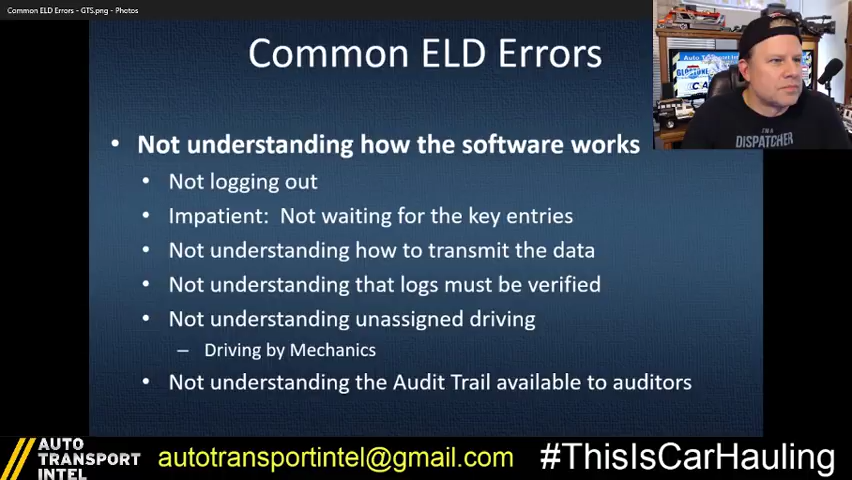 Common ELD Errors - GTS.png - Photos
Common ELD Errors
• Not understanding how the software works
• Not logging out
• Impatient: Not waiting for the key entries
• Not understanding how to transmit the data
• Not understanding that logs must be verified
• Not understanding unassigned driving
– Driving by Mechanics
• Not understanding the Audit Trail available to auditors
I'M A
DISPATCHER
AUTO
TRANSPORT
INTEL
autotransportintel@gmail.com
#ThisIsCarHauling